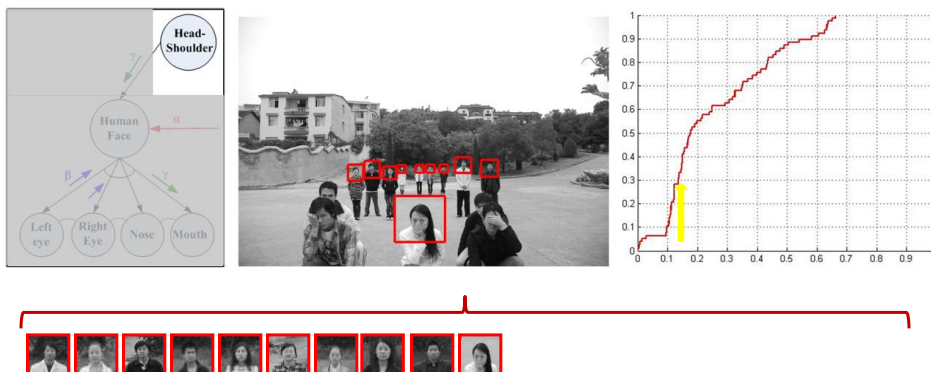 Head-
Shoulder
γ
Human
Face
α
β
γ
Left
eye
Right
Eye
Nose
Mouth
1
0.9
0.8
0.7
0.6
0.5
0.4
0.3
0.2
0.1
0
0 0.1 0.2 0.3 0.4 0.5 0.6 0.7 0.8 0.9